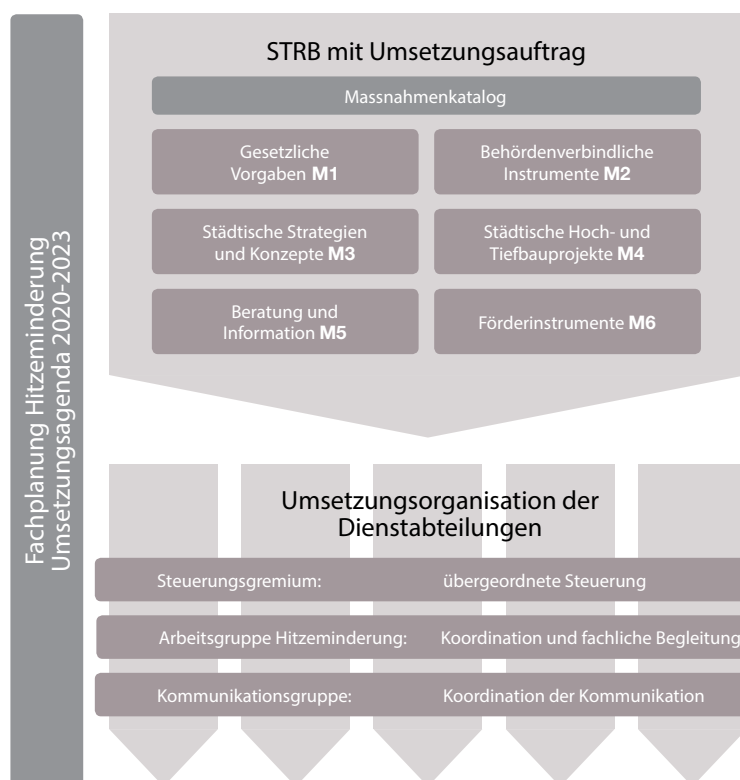 Fachplanung Hitzeminderung
Umsetzungsagenda 2020-2023
STRB mit Umsetzungsauftrag
Massnahmenkatalog
Gesetzliche
Vorgaben M1
Behördenverbindliche
Instrumente M2
Städtische Strategien
und Konzepte M3
Städtische Hoch- und
Tiefbauprojekte M4
Beratung und
Information M5
Förderinstrumente M6
Umsetzungsorganisation der
Dienstabteilungen
Steuerungsgremium: übergeordnete Steuerung
Arbeitsgruppe Hitzeminderung: Koordination und fachliche Begleitung
Kommunikationsgruppe: Koordination der Kommunikation